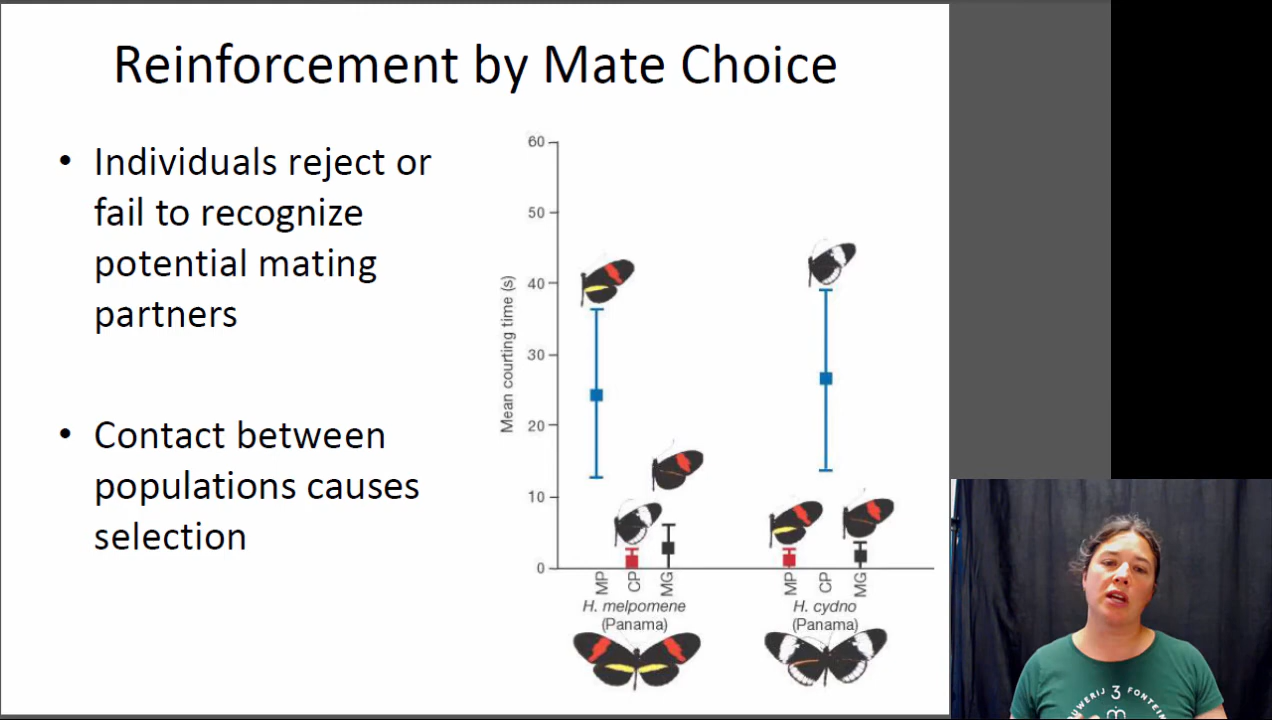 Reinforcement by Mate Choice
• Individuals reject or
fail to recognize
potential mating
partners
• Contact between
populations causes
selection
Mean courting time (s)
60
50
40
30
20
10
0
MP
CP
MG
MP
CP
MG
H. melpomene
(Panama)
H. cydno
(Panama)
3 FONTEIN